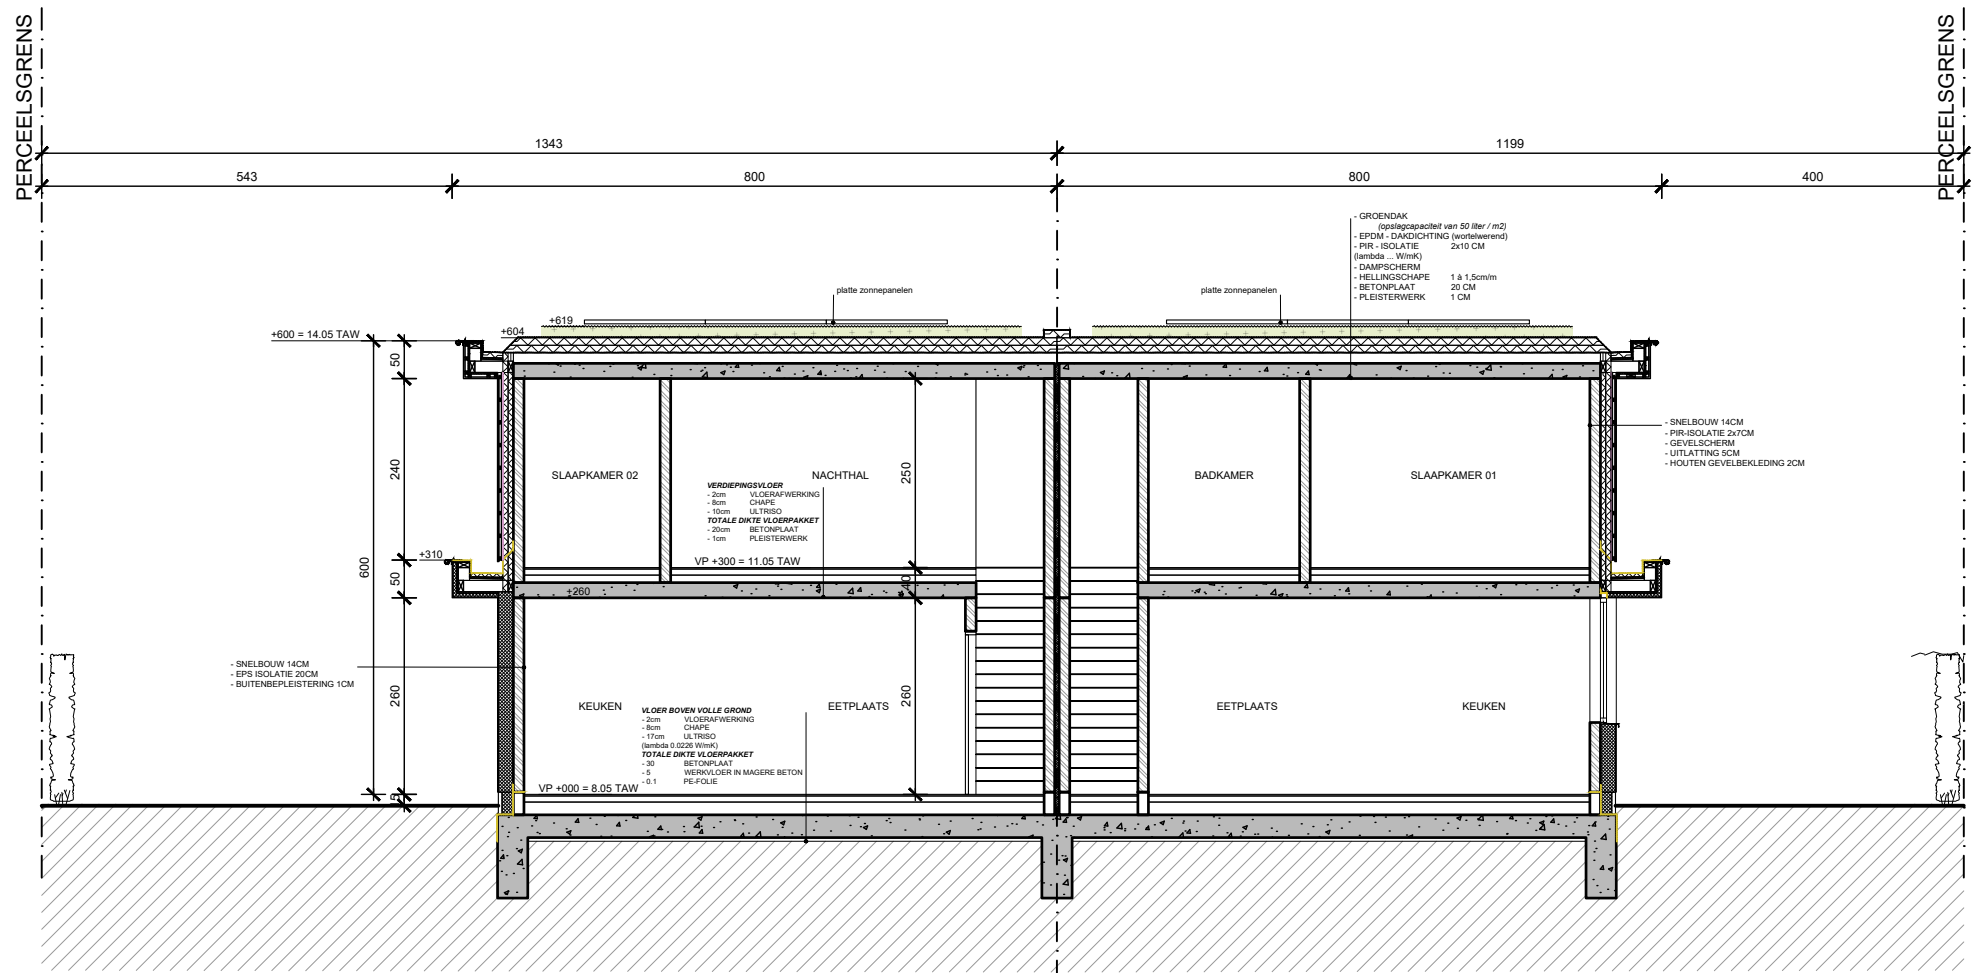 PERCEELSGRENS
PERCEELSGRENS
1343
1199
543
800
800
400
- GROENDAK
(opslagcapaciteit van 50 liter / m2)
- EPDM - DAKDICHTING (wortelwerend)
- PIR - ISOLATIE 2x10 CM
(lambda ... W/mK)
- DAMPSCHERM
- HELLINGSCHAPE 1 à 1,5cm/m
- BETONPLAAT 20 CM
- PLEISTERWERK 1 CM
platte zonnepanelen
platte zonnepanelen
+619
+604
+600 = 14.05 TAW
50
240
250
600
SLAAPKAMER 02
NACHTHAL
BADKAMER
SLAAPKAMER 01
- SNELBOUW 14CM
- PIR-ISOLATIE 2x7CM
- GEVELSCHERM
- UITLATTING 5CM
- HOUTEN GEVELBEKLEDING 2CM
VERDIEPINGSVLOER
- 2cm VLOERAFWERKING
- 8cm CHAPE
- 10cm ULTRISO
TOTALE DIKTE VLOERPAKKET
- 20cm BETONPLAAT
- 1cm PLEISTERWERK
+310
VP +300 = 11.05 TAW
50
40
+260
- SNELBOUW 14CM
- EPS ISOLATIE 20CM
- BUITENBEPLEISTERING 1CM
260
260
KEUKEN
EETPLAATS
EETPLAATS
KEUKEN
VLOER BOVEN VOLLE GROND
- 2cm VLOERAFWERKING
- 8cm CHAPE
- 17cm ULTRISO
(lambda 0.0226 W/mK)
TOTALE DIKTE VLOERPAKKET
- 30 BETONPLAAT
- 5 WERKVLOER IN MAGERE BETON
- 0.1 PE-FOLIE
VP +000 = 8.05 TAW
15